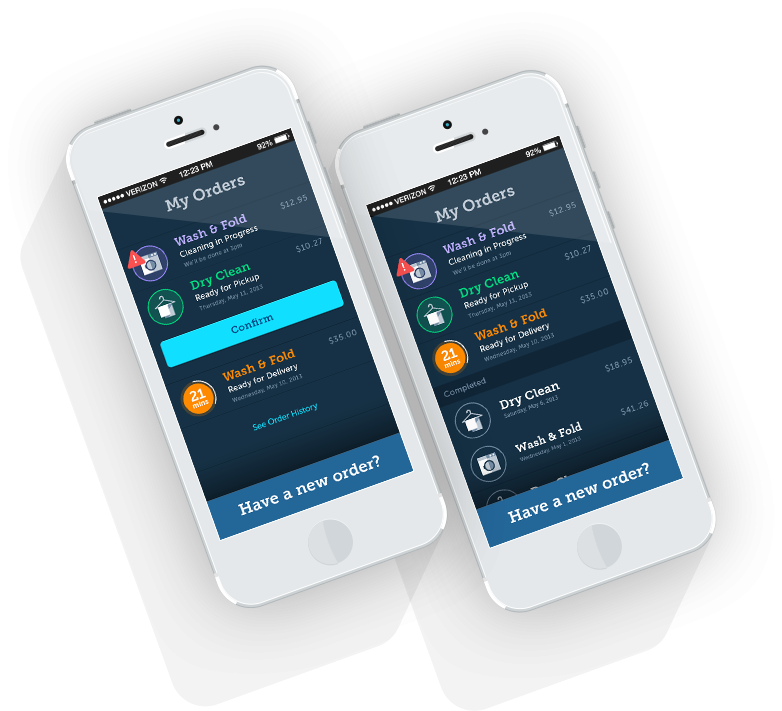 VERIZON 12:23 PM 92%
My Orders
Wash & Fold $12.95
Cleaning in Progress
We'll be done at 3pm
Dry Clean $10.27
Ready for Pickup
Thursday, May 11, 2013
Confirm
Wash & Fold $35.00
21 mins
Ready for Delivery
Wednesday, May 10, 2013
See Order History
Have a new order?
VERIZON 12:23 PM 92%
My Orders
Wash & Fold $12.95
Cleaning in Progress
We'll be done at 3pm
Dry Clean $10.27
Ready for Pickup
Thursday, May 11, 2013
Wash & Fold $35.00
21 mins
Ready for Delivery
Wednesday, May 10, 2013
Completed
Dry Clean $18.95
Saturday, May 6, 2013
Wash & Fold $41.26
Wednesday, May 1, 2013
Have a new order?